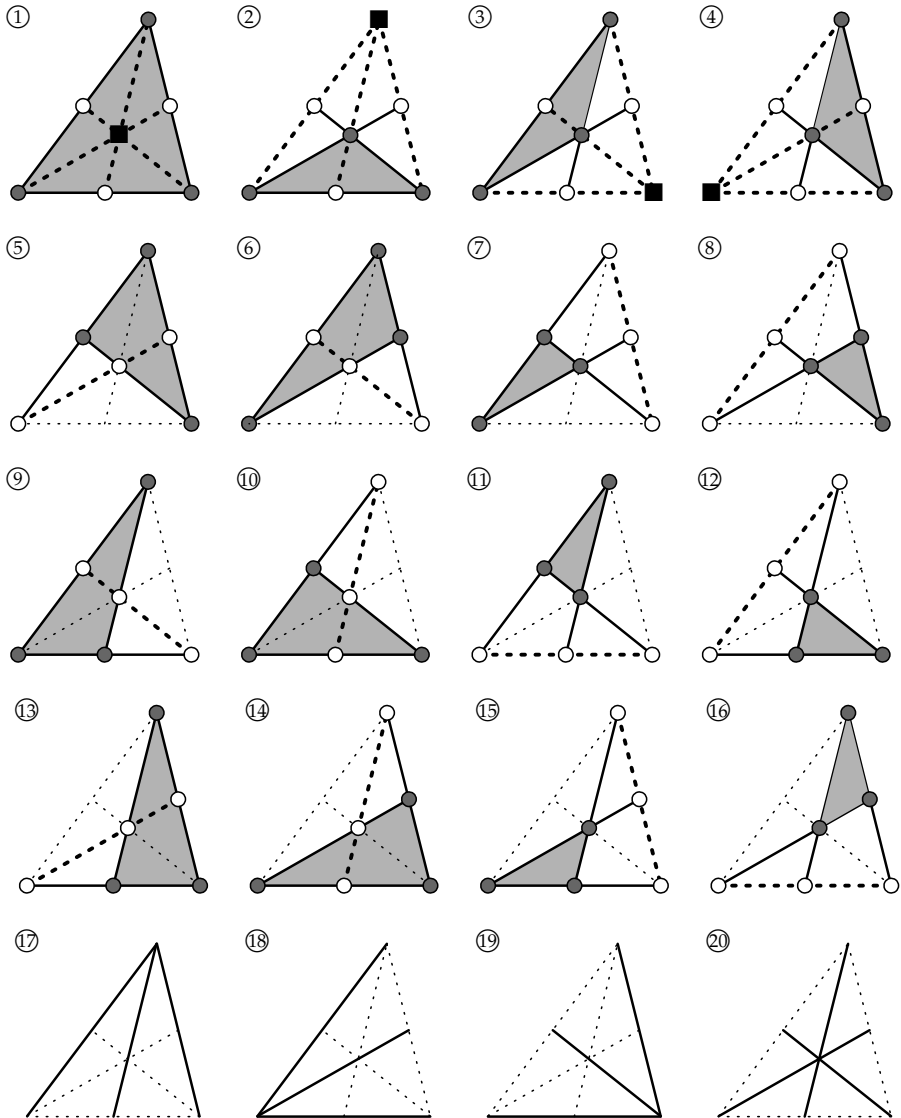 ① ② ③ ④
⑤ ⑥ ⑦ ⑧
⑨ ⑩ ⑪ ⑫
⑬ ⑭ ⑮ ⑯
⑰ ⑱ ⑲ ⑳